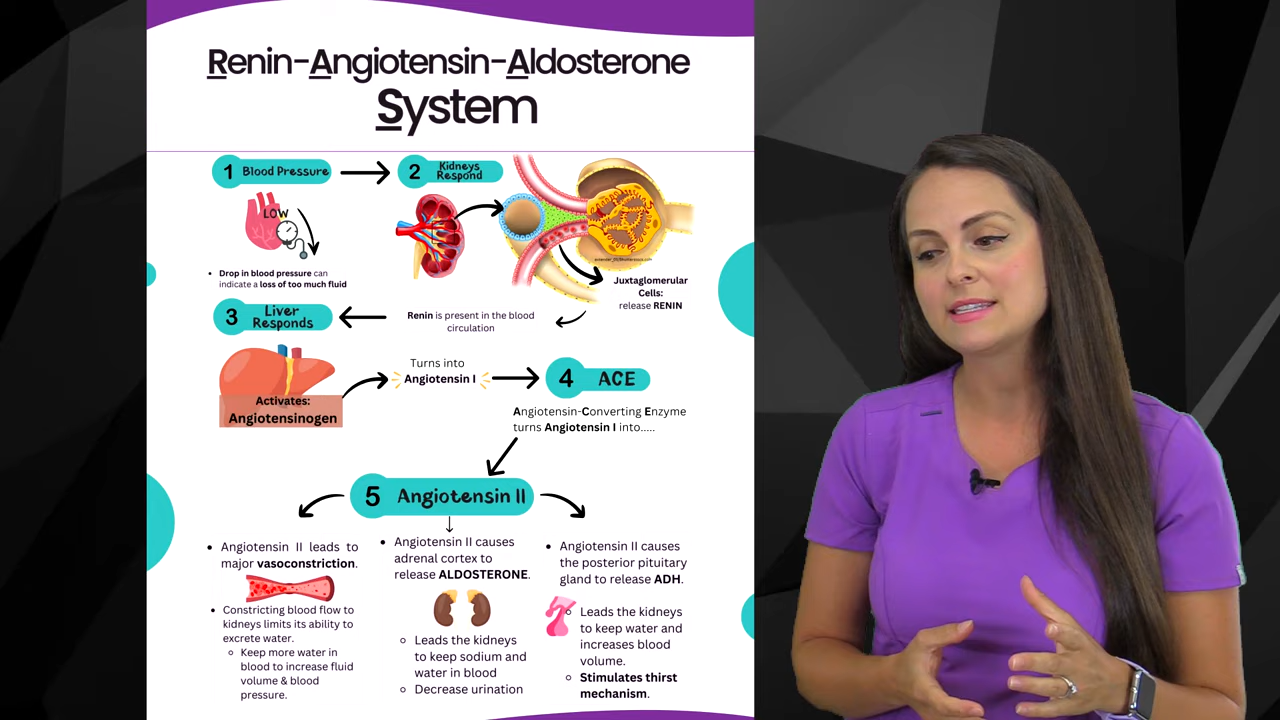 Renin-Angiotensin-Aldosterone
System
1 Blood Pressure
2 Kidneys
Respond
LOW
• Drop in blood pressure can
indicate a loss of too much fluid
Juxtaglomerular
Cells:
release RENIN
3 Liver
Responds
Renin is present in the blood
circulation
Activates:
Angiotensinogen
Turns into
Angiotensin I
4 ACE
Angiotensin-Converting Enzyme
turns Angiotensin I into.....
5 Angiotensin II
• Angiotensin II leads to
major vasoconstriction.
• Constricting blood flow to
kidneys limits its ability to
excrete water.
○ Keep more water in
blood to increase fluid
volume & blood
pressure.
• Angiotensin II causes
adrenal cortex to
release ALDOSTERONE.
○ Leads the kidneys
to keep sodium and
water in blood
○ Decrease urination
• Angiotensin II causes
the posterior pituitary
gland to release ADH.
○ Leads the kidneys
to keep water and
increases blood
volume.
○ Stimulates thirst
mechanism.